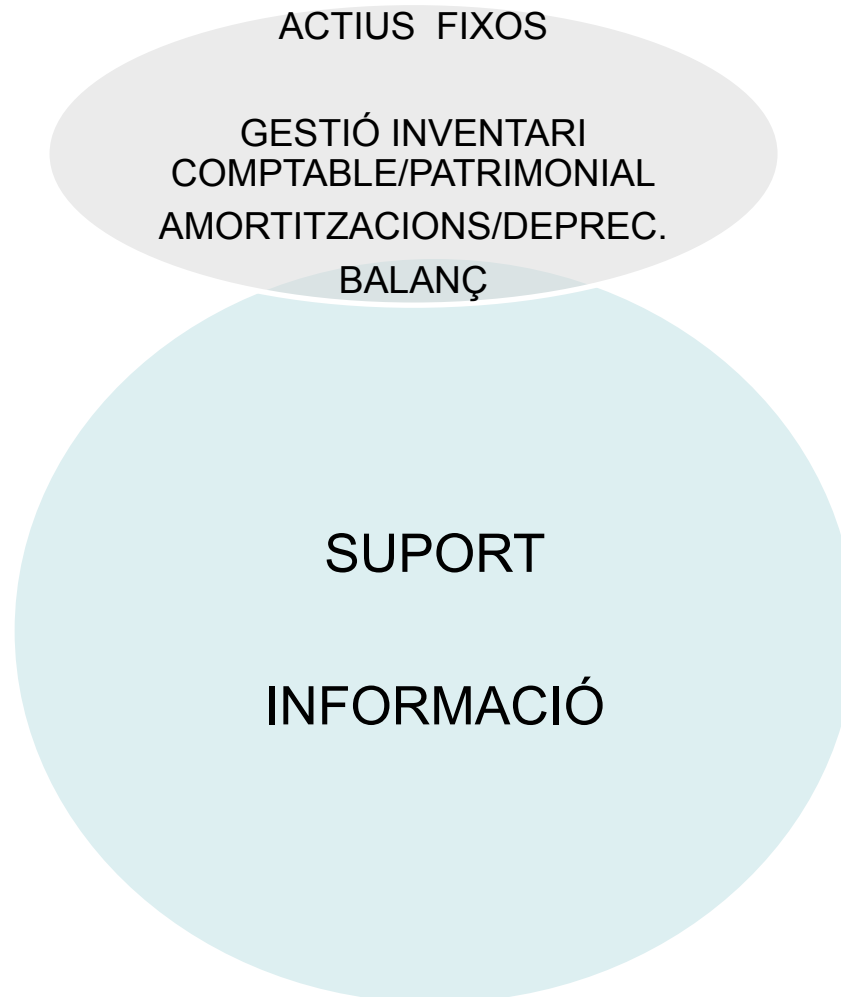 ACTIUS  FIXOS
GESTIÓ INVENTARI
COMPTABLE/PATRIMONIAL
AMORTITZACIONS/DEPREC.
BALANÇ
SUPORT
INFORMACIÓ